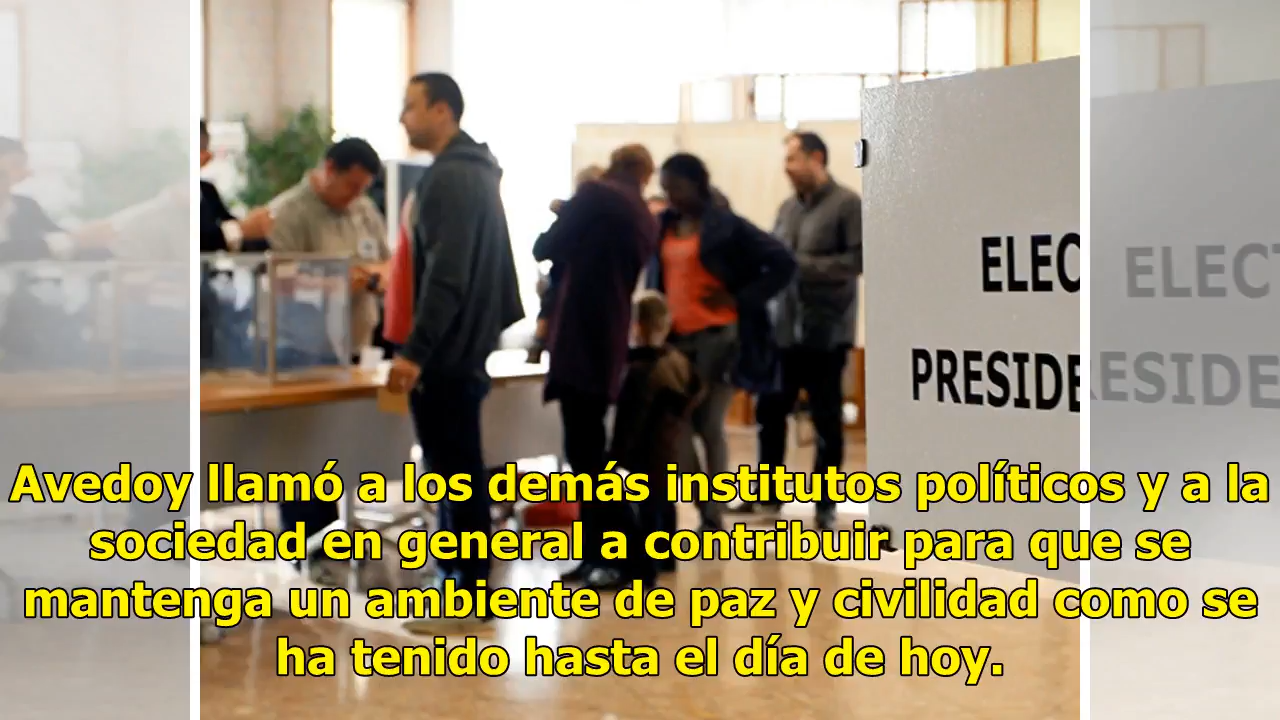 ELEC
ELECT
PRESIDE
ESIDE
Avedoy llamó a los demás institutos políticos y a la
sociedad en general a contribuir para que se
mantenga un ambiente de paz y civilidad como se
ha tenido hasta el día de hoy.